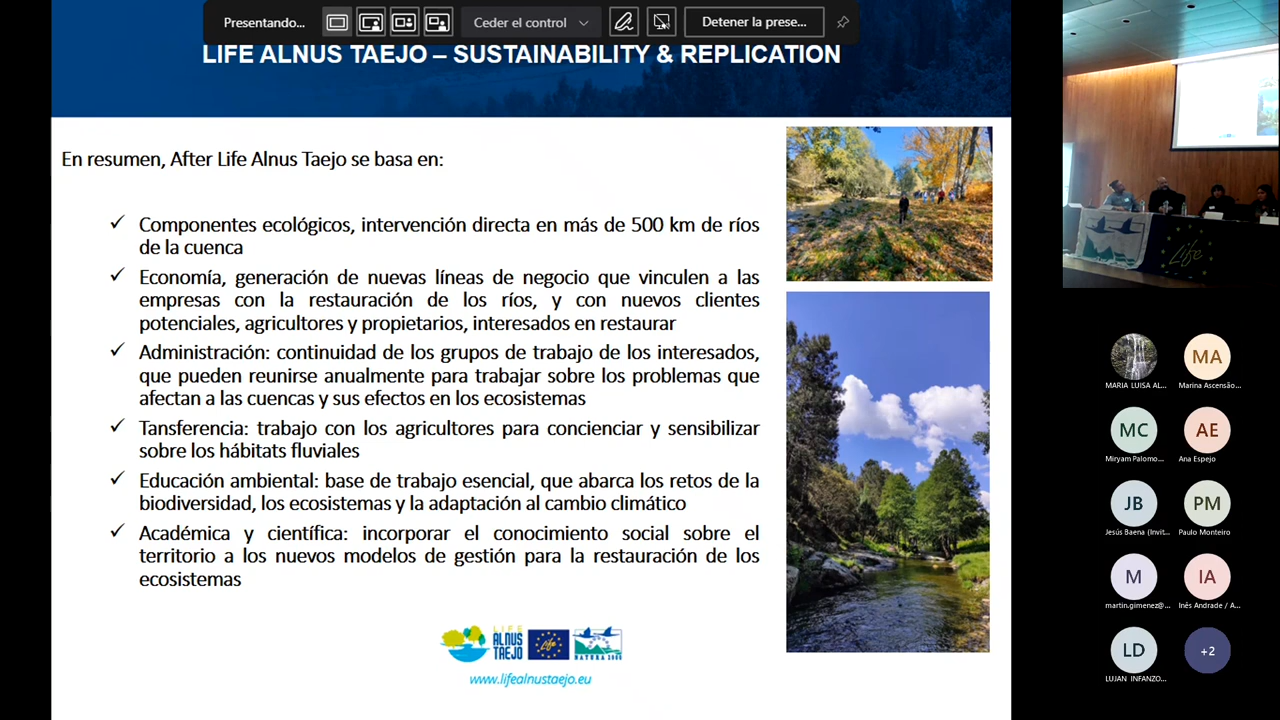 Presentando...
Ceder el control
Detener la prese...
LIFE ALNUS TAEJO – SUSTAINABILITY & REPLICATION
En resumen, After Life Alnus Taejo se basa en:
✓ Componentes ecológicos, intervención directa en más de 500 km de ríos
de la cuenca
✓ Economía, generación de nuevas líneas de negocio que vinculen a las
empresas con la restauración de los ríos, y con nuevos clientes
potenciales, agricultores y propietarios, interesados en restaurar
✓ Administración: continuidad de los grupos de trabajo de los interesados,
que pueden reunirse anualmente para trabajar sobre los problemas que
afectan a las cuencas y sus efectos en los ecosistemas
✓ Tansferencia: trabajo con los agricultores para concienciar y sensibilizar
sobre los hábitats fluviales
✓ Educación ambiental: base de trabajo esencial, que abarca los retos de la
biodiversidad, los ecosistemas y la adaptación al cambio climático
✓ Académica y científica: incorporar el conocimiento social sobre el
territorio a los nuevos modelos de gestión para la restauración de los
ecosistemas
LIFE
ALNUS
TAEJO
Life
NATURA 2000
www.lifealnustaejo.eu
Life
MARIA LUISA AL...
MA
Marina Ascensão...
MC
Miryam Palomo...
AE
Ana Espejo
JB
Jesús Baena (Invit...
PM
Paulo Monteiro
M
martin.gimenez@...
IA
Inês Andrade / A...
LD
LUJAN INFANZO...
+2